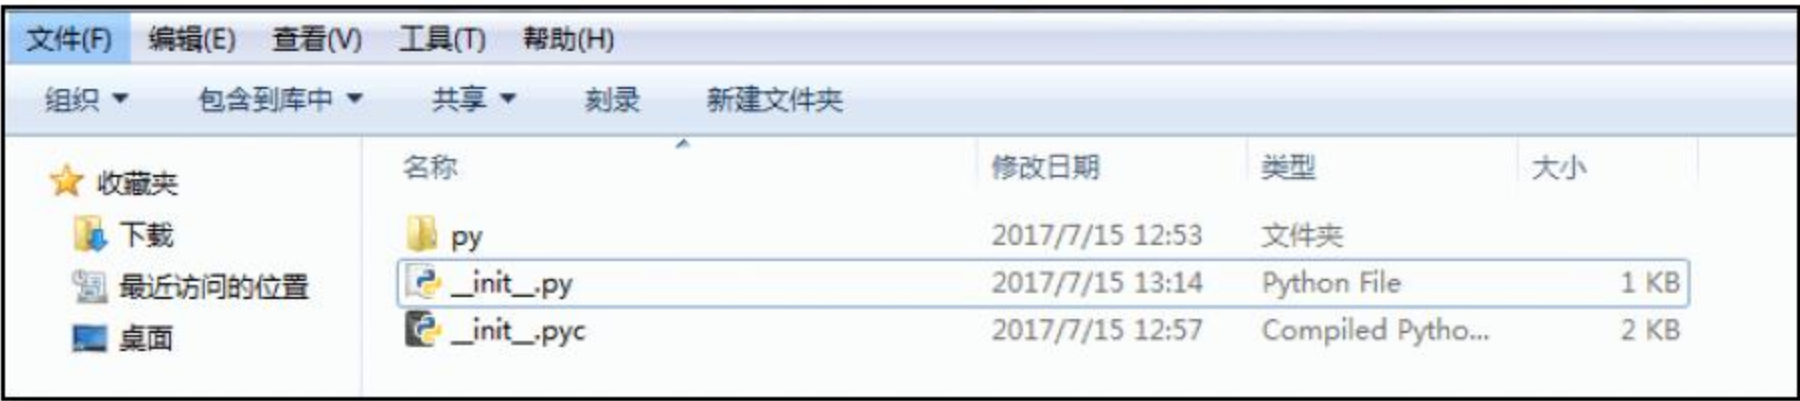 文件(F) 编辑(E) 查看(V) 工具(T) 帮助(H)
组织 包含到库中 共享 刻录 新建文件夹
名称 修改日期 类型 大小
收藏夹
下载
最近访问的位置
桌面
py 2017/7/15 12:53 文件夹
__init__.py 2017/7/15 13:14 Python File 1 KB
__init__.pyc 2017/7/15 12:57 Compiled Pytho... 2 KB